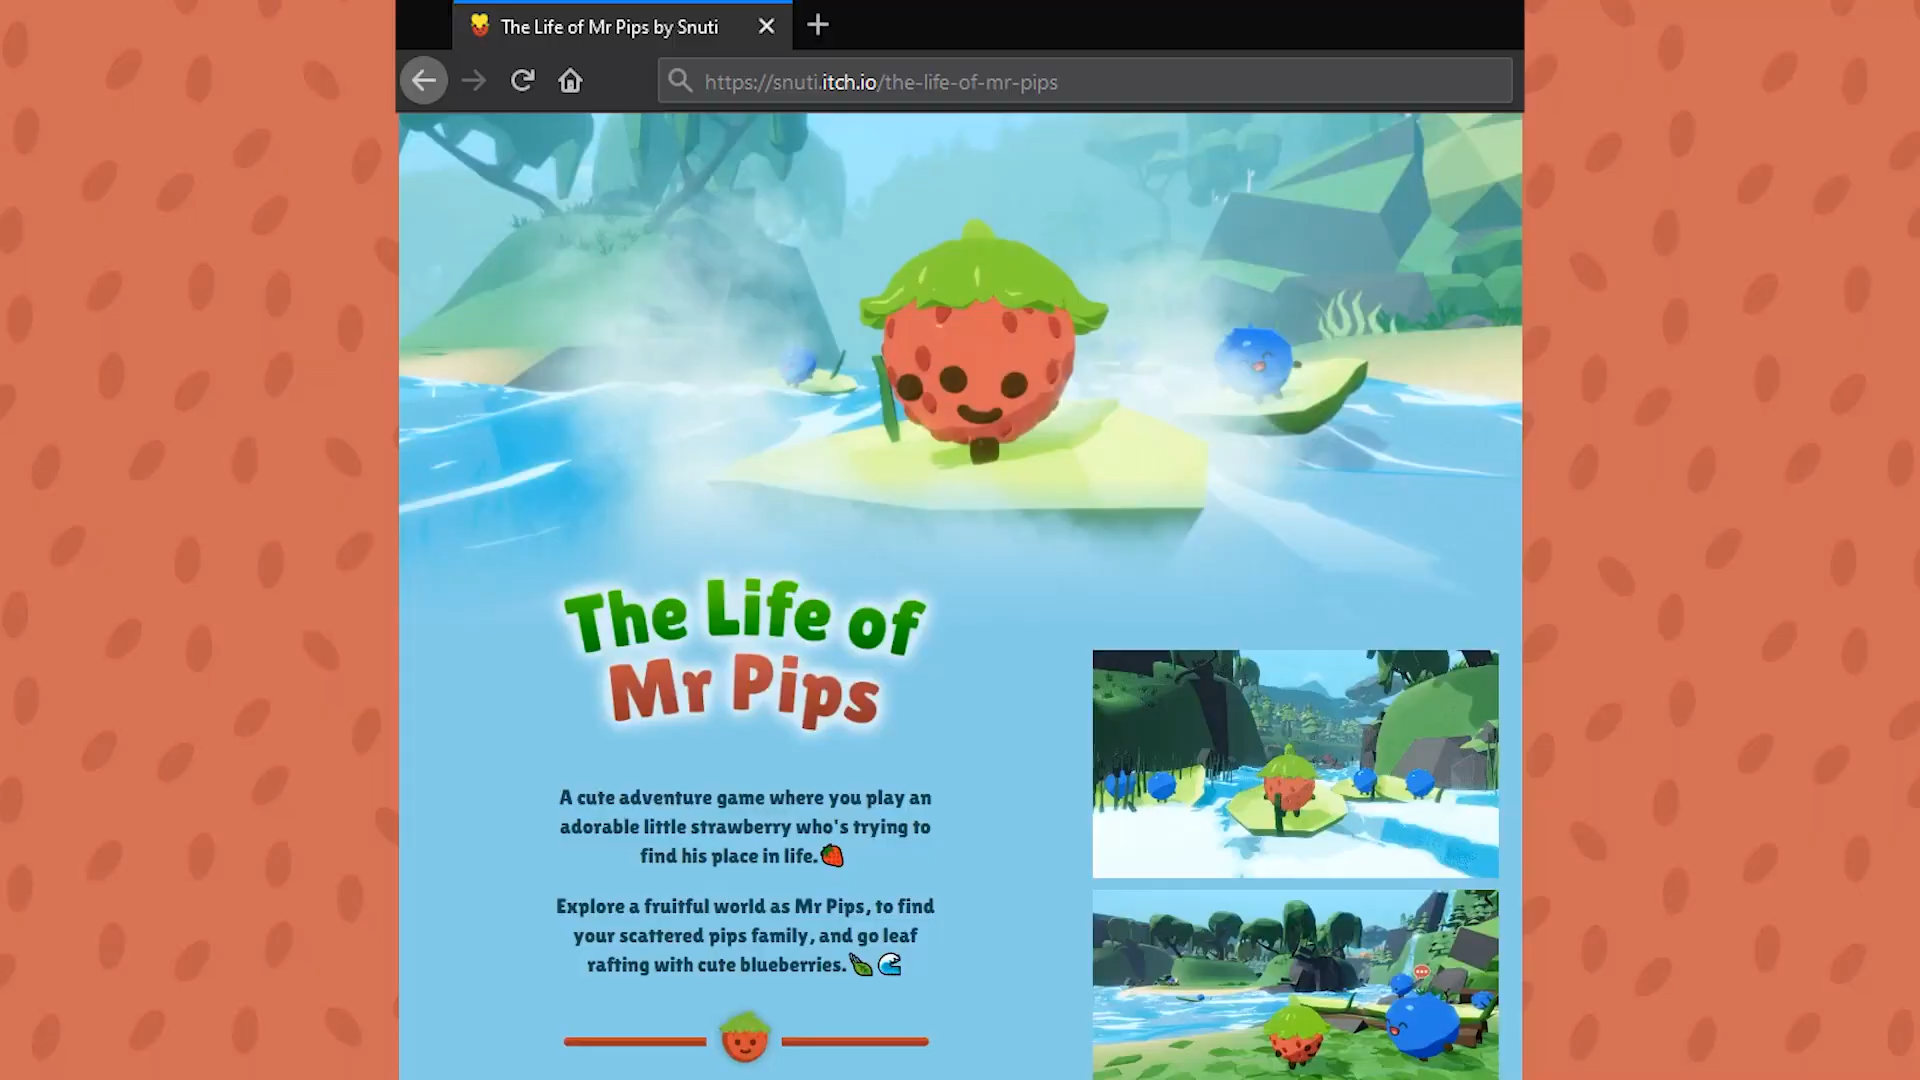 The Life of Mr Pips by Snuti
https://snuti.itch.io/the-life-of-mr-pips
The Life of
Mr Pips
A cute adventure game where you play an
adorable little strawberry who's trying to
find his place in life.🍓
Explore a fruitful world as Mr Pips, to find
your scattered pips family, and go leaf
rafting with cute blueberries.🍃🌊